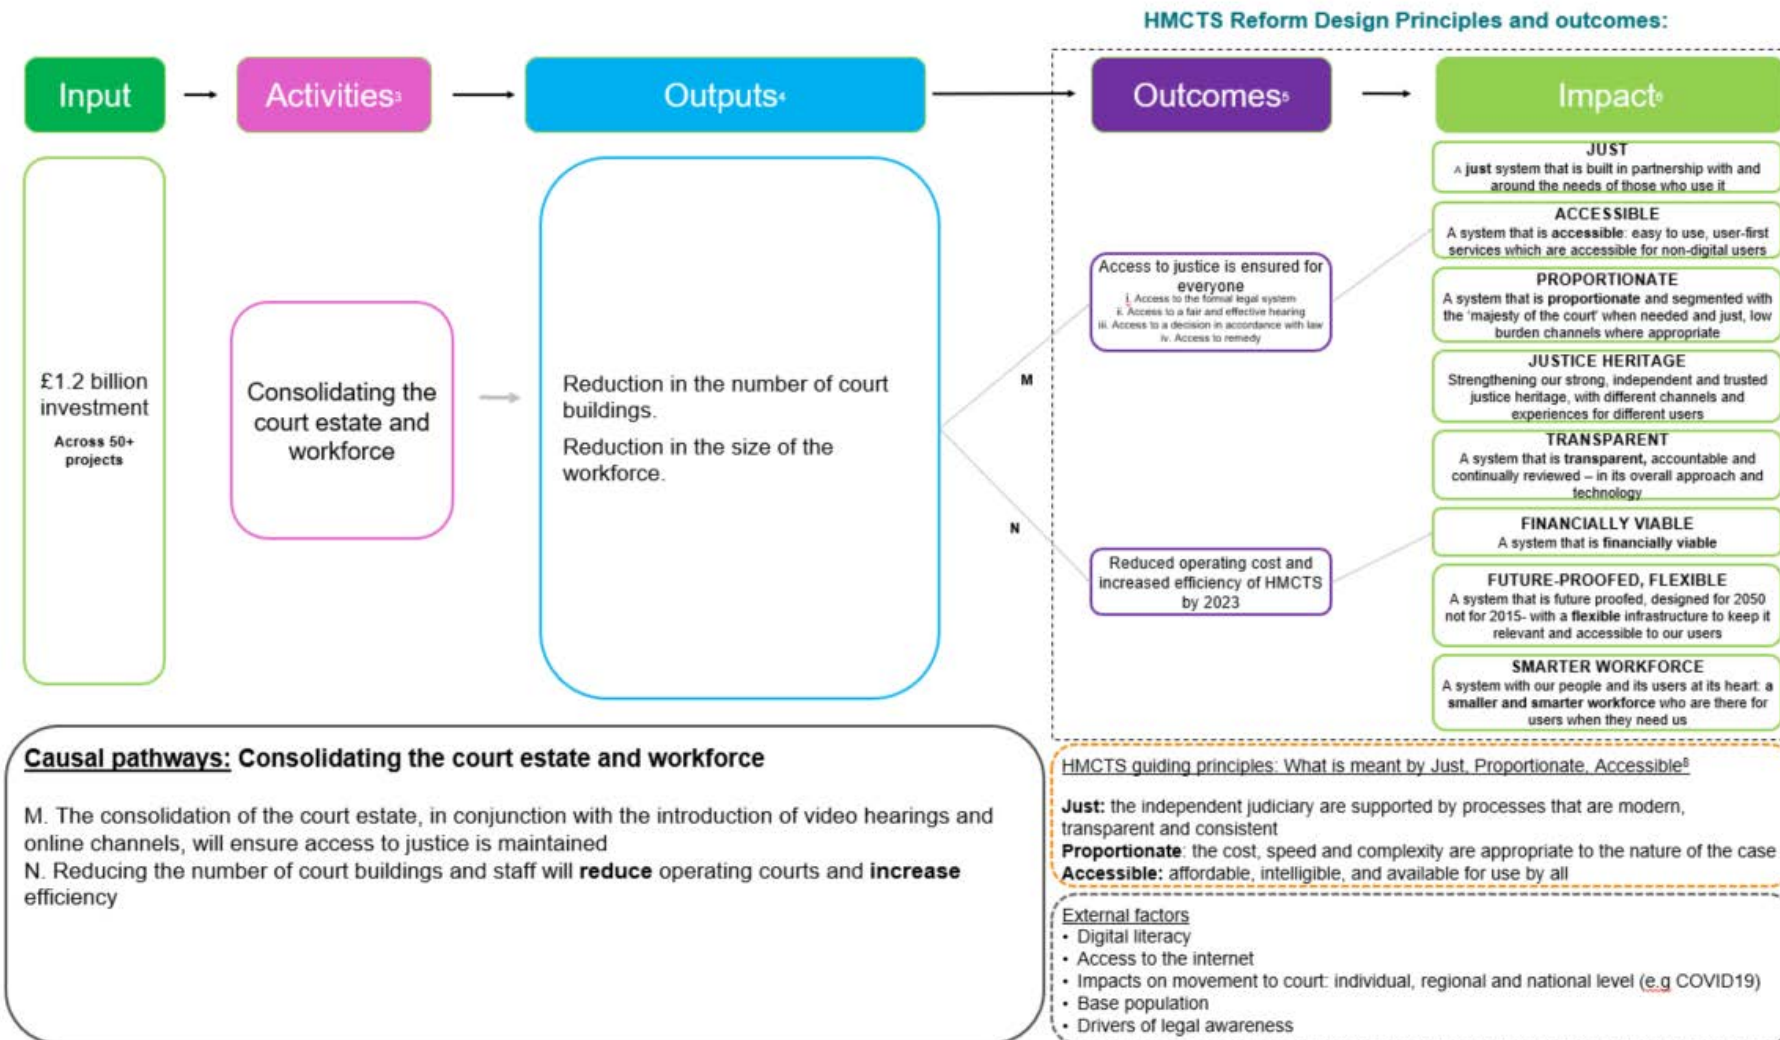 HMCTS Reform Design Principles and outcomes:
Input
Activities3
Outputs4
Outcomes5
Impact6
£1.2 billion
investment
Across 50+
projects
Consolidating the
court estate and
workforce
Reduction in the number of court
buildings.
Reduction in the size of the
workforce.
M
N
Access to justice is ensured for
everyone
i. Access to the formal legal system
ii. Access to a fair and effective hearing
iii. Access to a decision in accordance with law
iv. Access to remedy
Reduced operating cost and
increased efficiency of HMCTS
by 2023
JUST
A just system that is built in partnership with and
around the needs of those who use it
ACCESSIBLE
A system that is accessible: easy to use, user-first
services which are accessible for non-digital users
PROPORTIONATE
A system that is proportionate and segmented with
the 'majesty of the court' when needed and just, low
burden channels where appropriate
JUSTICE HERITAGE
Strengthening our strong, independent and trusted
justice heritage, with different channels and
experiences for different users
TRANSPARENT
A system that is transparent, accountable and
continually reviewed – in its overall approach and
technology
FINANCIALLY VIABLE
A system that is financially viable
FUTURE-PROOFED, FLEXIBLE
A system that is future proofed, designed for 2050
not for 2015- with a flexible infrastructure to keep it
relevant and accessible to our users
SMARTER WORKFORCE
A system with our people and its users at its heart: a
smaller and smarter workforce who are there for
users when they need us
Causal pathways: Consolidating the court estate and workforce
M. The consolidation of the court estate, in conjunction with the introduction of video hearings and
online channels, will ensure access to justice is maintained
N. Reducing the number of court buildings and staff will reduce operating courts and increase
efficiency
HMCTS guiding principles: What is meant by Just, Proportionate, Accessible8
Just: the independent judiciary are supported by processes that are modern,
transparent and consistent
Proportionate: the cost, speed and complexity are appropriate to the nature of the case
Accessible: affordable, intelligible, and available for use by all
External factors
• Digital literacy
• Access to the internet
• Impacts on movement to court: individual, regional and national level (e.g COVID19)
• Base population
• Drivers of legal awareness